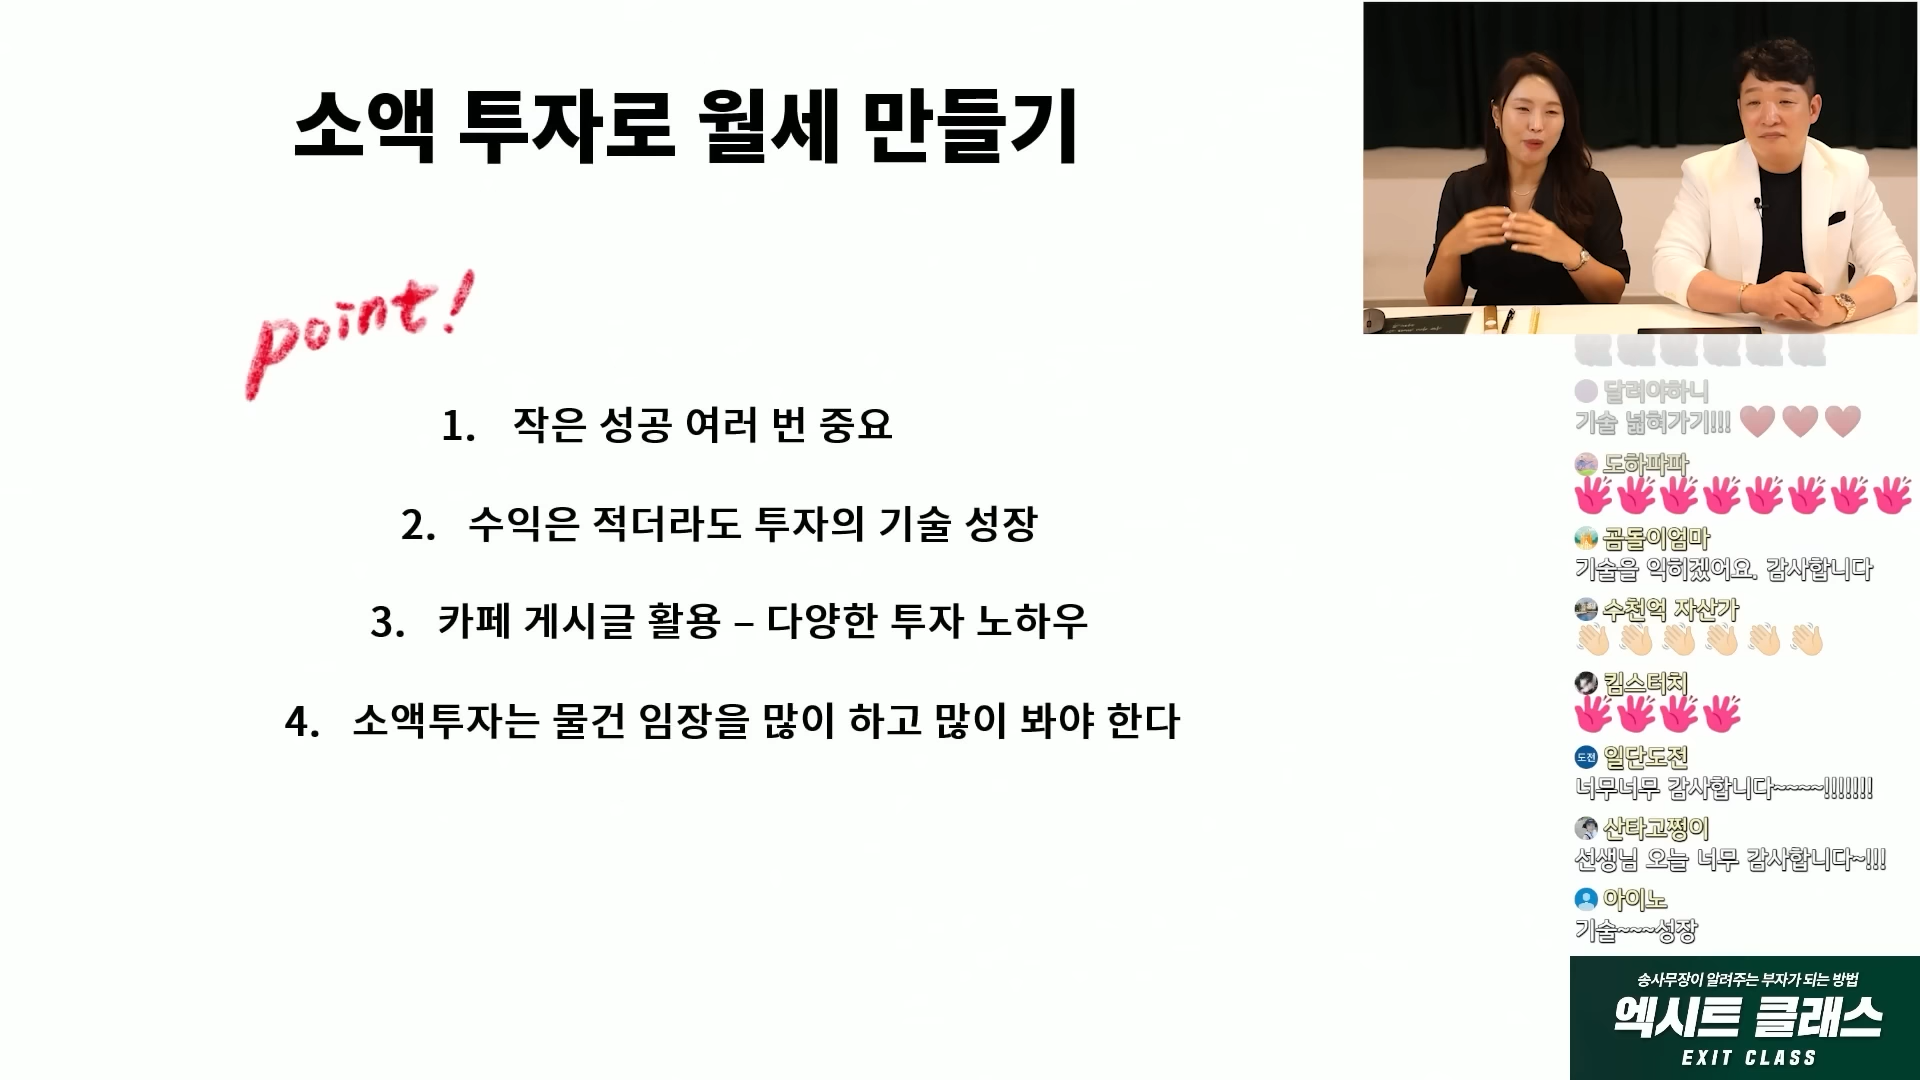 소액 투자로 월세 만들기
point!
1. 작은 성공 여러 번 중요
2. 수익은 적더라도 투자의 기술 성장
3. 카페 게시글 활용 – 다양한 투자 노하우
4. 소액투자는 물건 임장을 많이 하고 많이 봐야 한다
달려야하니
기술 넓혀가기!!!
도하파파
곰돌이엄마
기술을 익히겠어요. 감사합니다
수천억 자산가
킴스터치
도전 일단도전
너무너무 감사합니다~~~~!!!!!!!
산타고쩡이
선생님 오늘 너무 감사합니다~!!!
아이노
기술~~~성장
송사무장이 알려주는 부자가 되는 방법
엑시트 클래스
EXIT CLASS